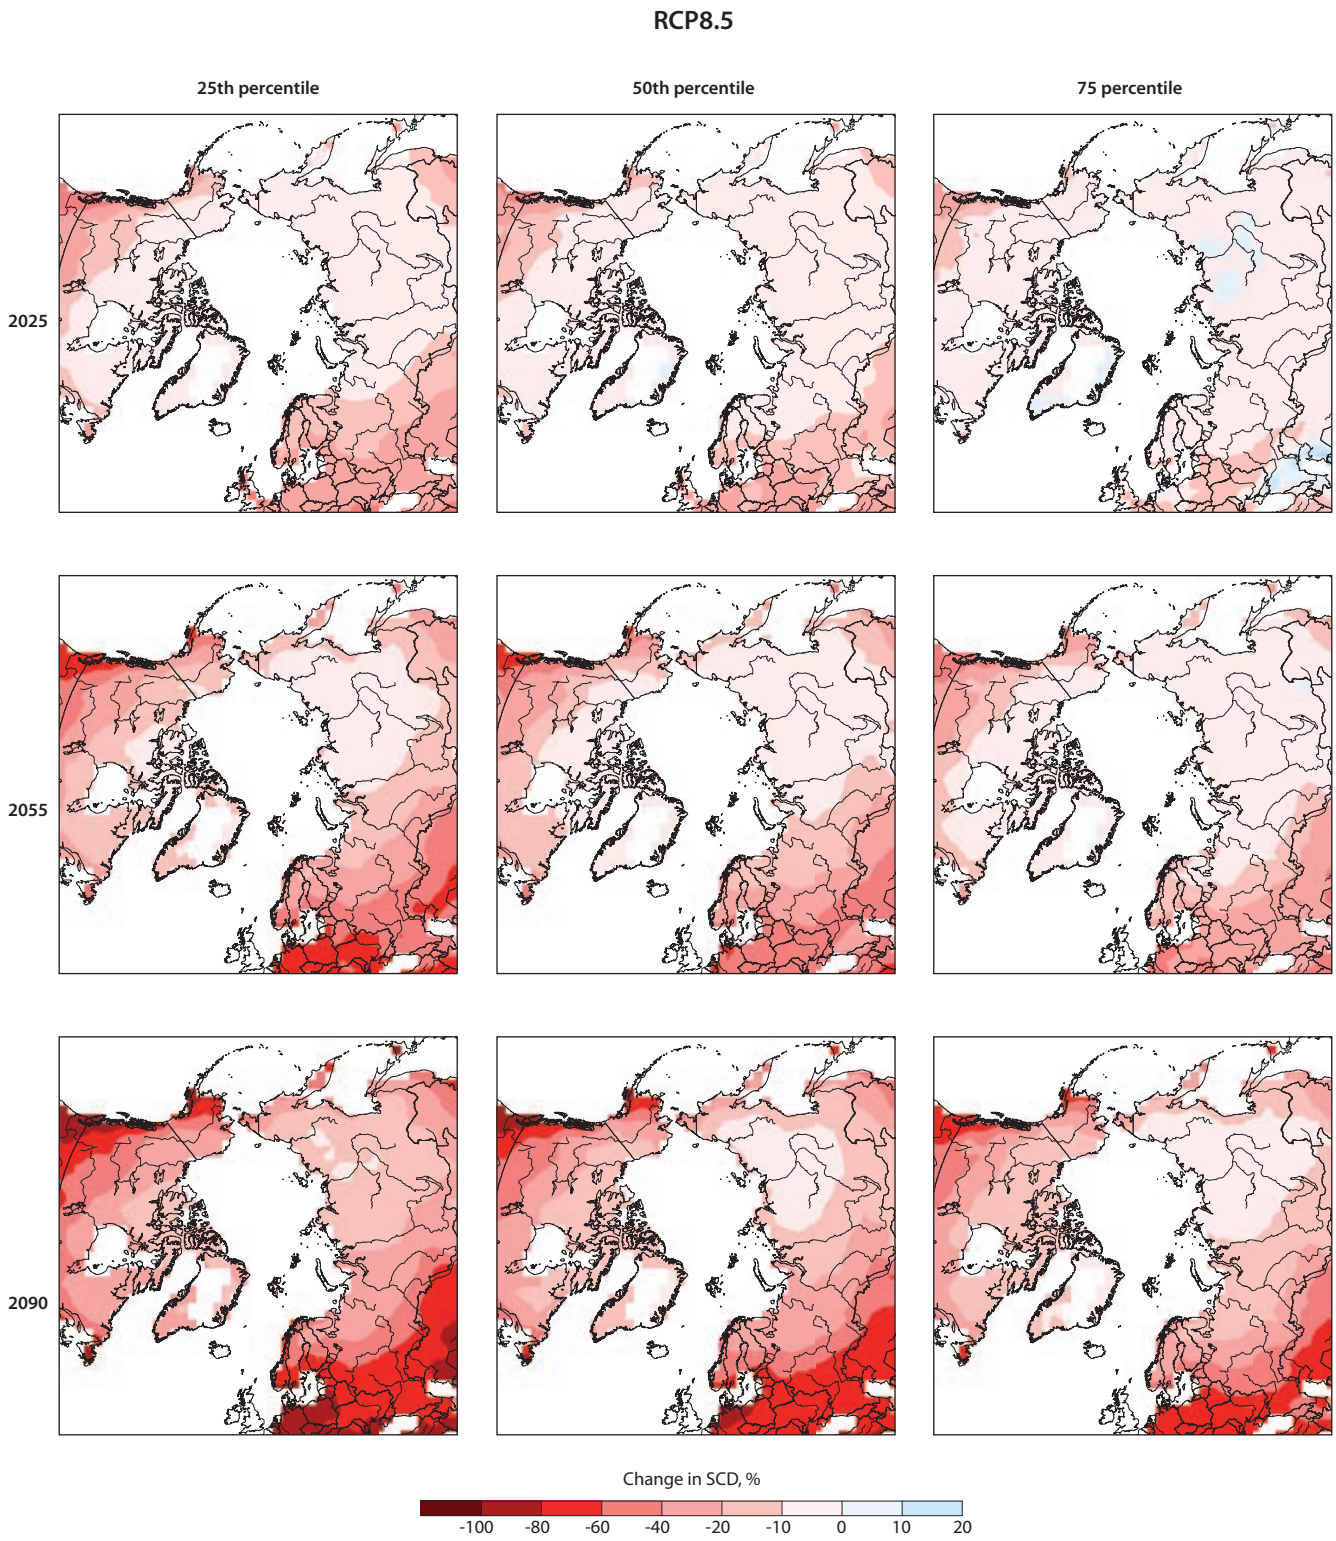 RCP8.5
25th percentile
50th percentile
75 percentile
2025
2055
2090
Change in SCD, %
-100 -80 -60 -40 -20 -10 0 10 20